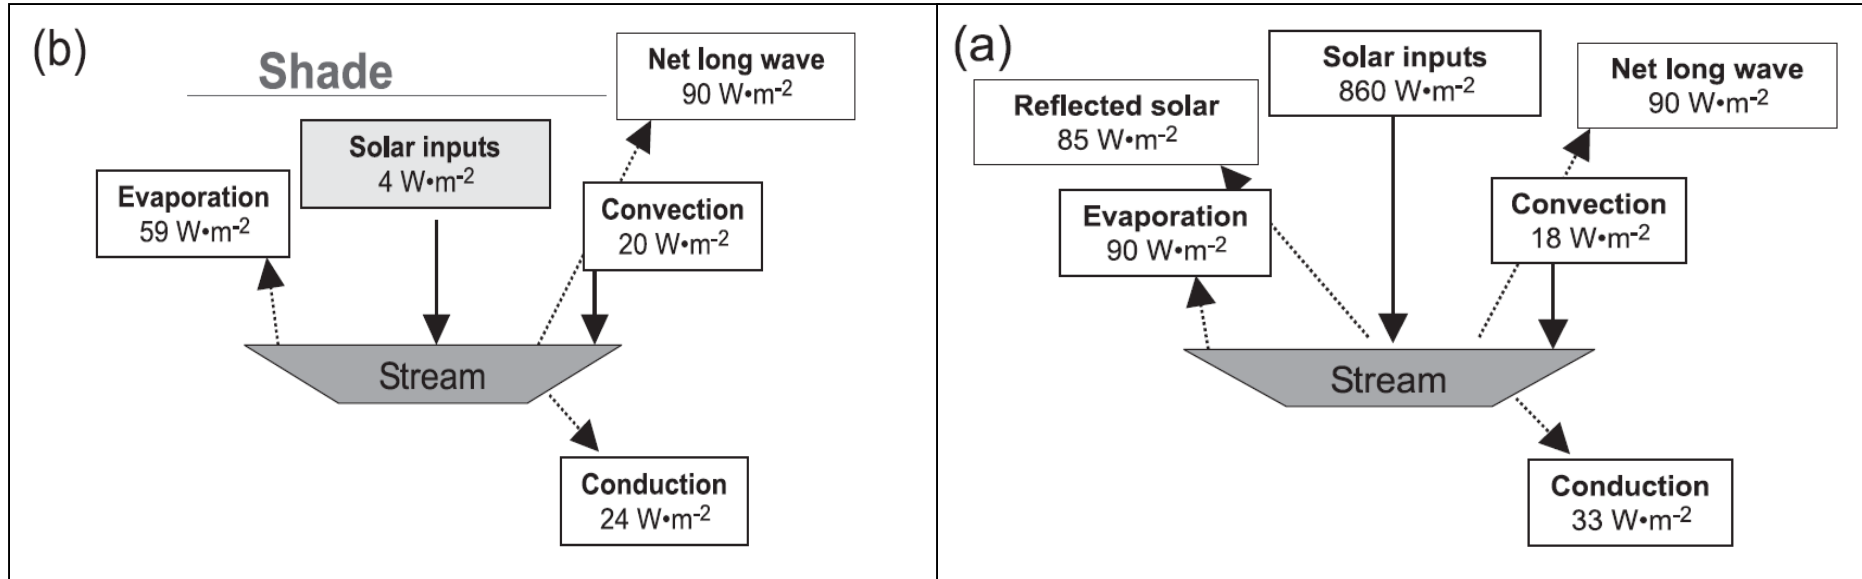 (b)
Shade
Net long wave
90 W•m-2
Solar inputs
4 W•m-2
Evaporation
59 W•m-2
Convection
20 W•m-2
Stream
Conduction
24 W•m-2
(a)
Solar inputs
860 W•m-2
Net long wave
90 W•m-2
Reflected solar
85 W•m-2
Evaporation
90 W•m-2
Convection
18 W•m-2
Stream
Conduction
33 W•m-2